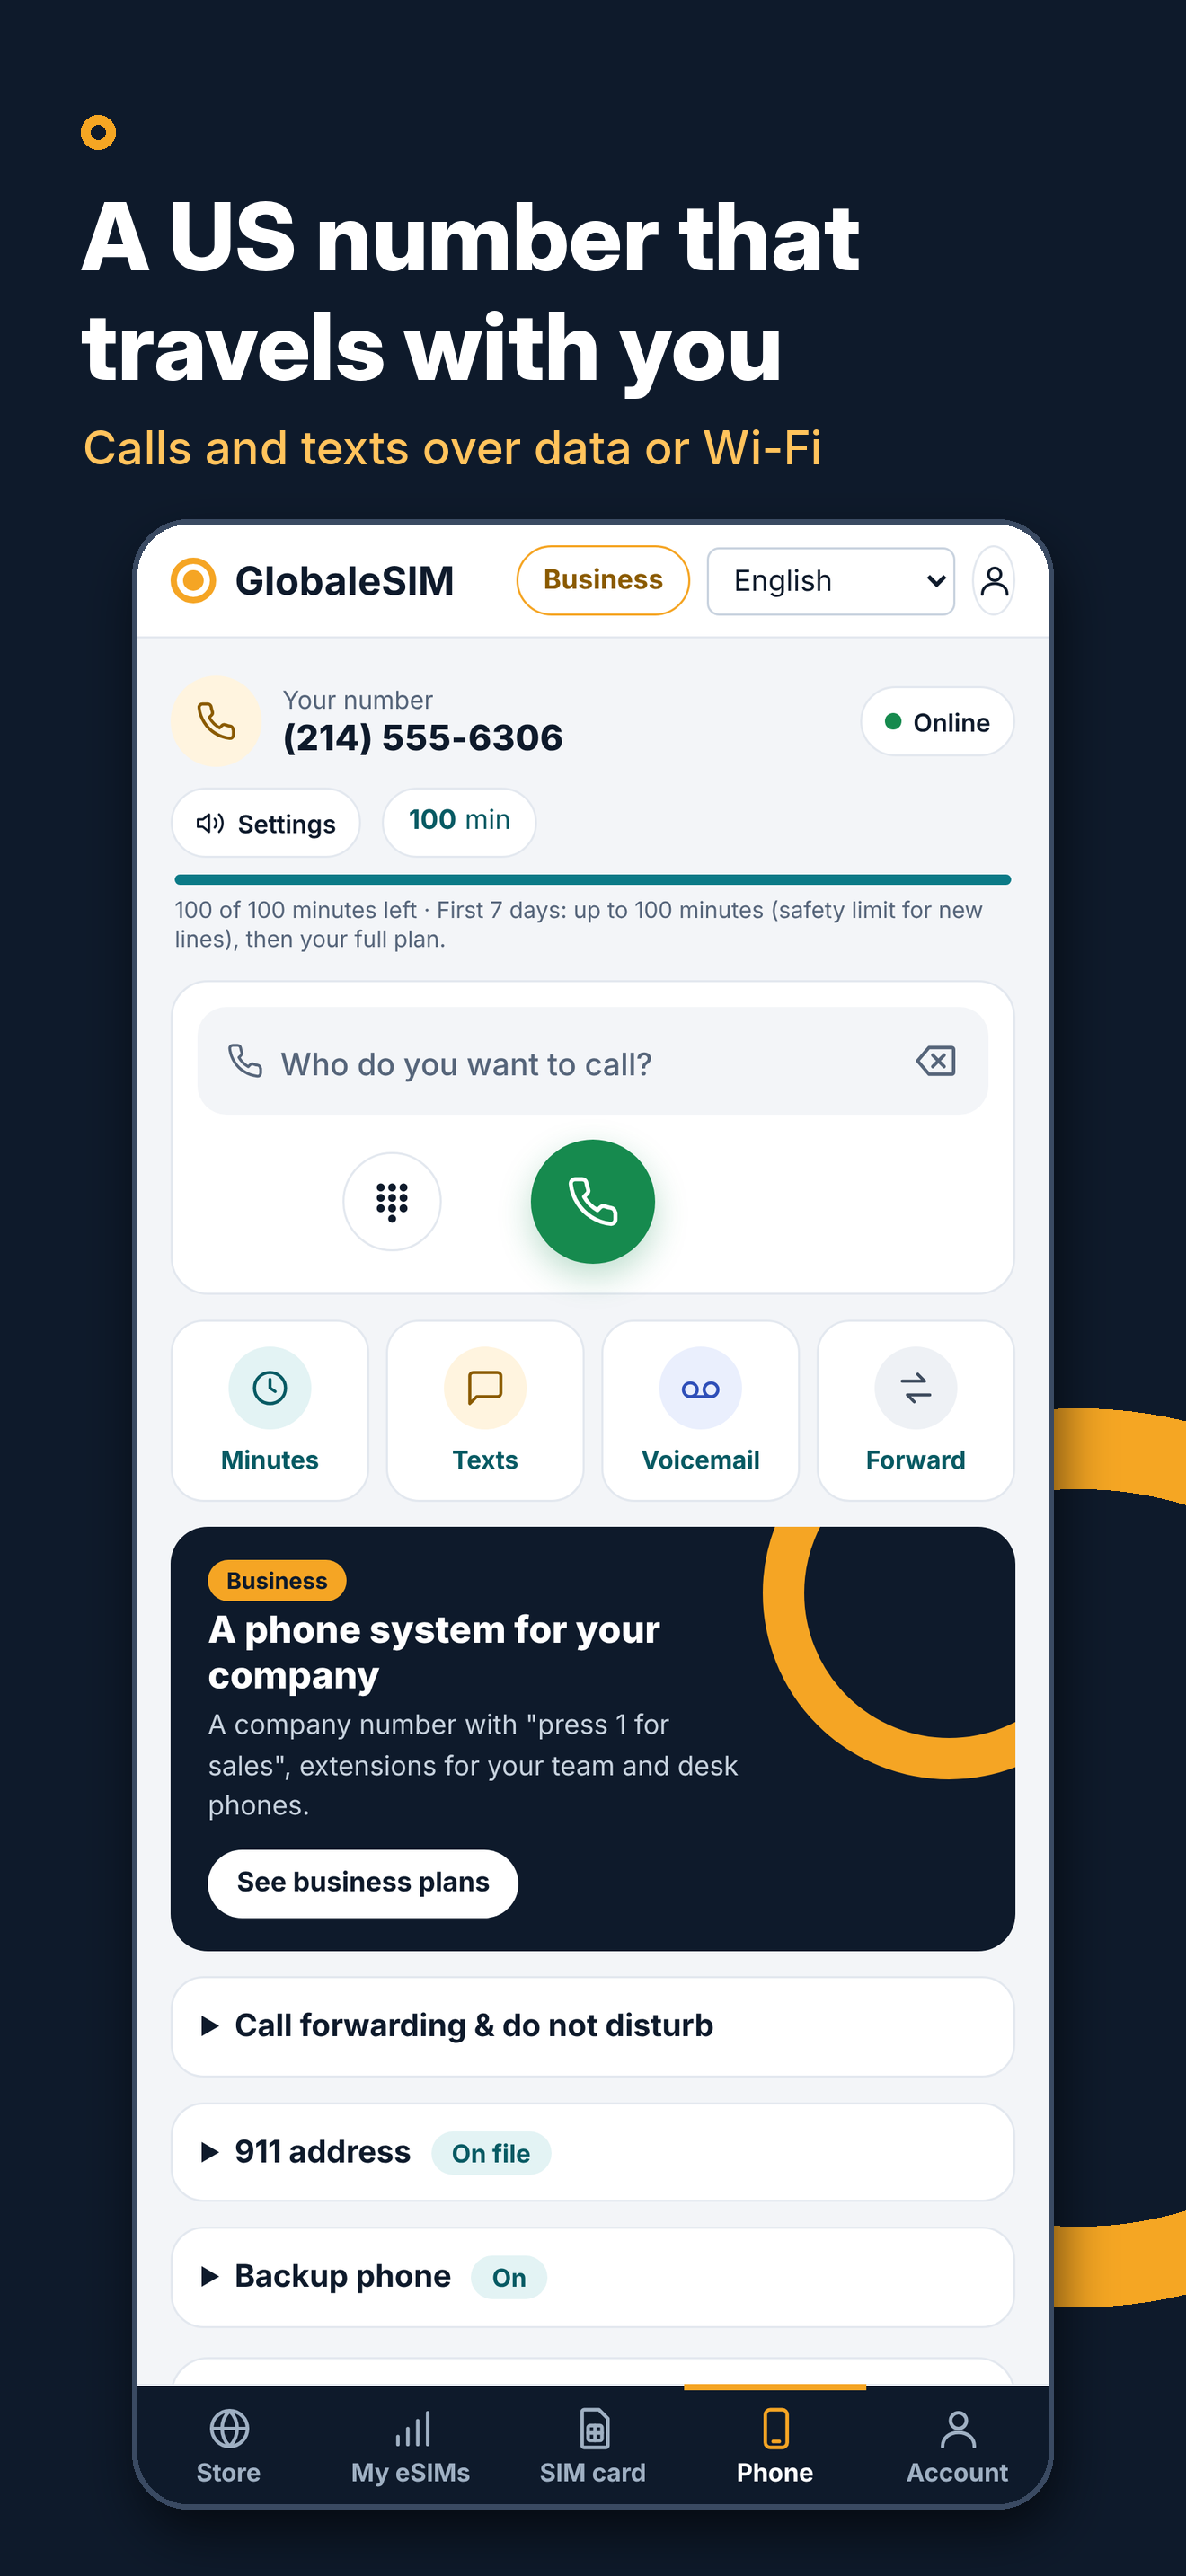 A US number that
travels with you
Calls and texts over data or Wi-Fi
GlobaleSIM
Business
English
Your number
(214) 555-6306
Online
Settings
100 min
100 of 100 minutes left · First 7 days: up to 100 minutes (safety limit for new
lines), then your full plan.
Who do you want to call?
Minutes
Texts
Voicemail
Forward
Business
A phone system for your
company
A company number with "press 1 for
sales", extensions for your team and desk
phones.
See business plans
Call forwarding & do not disturb
911 address
On file
Backup phone
On
Store
My eSIMs
SIM card
Phone
Account